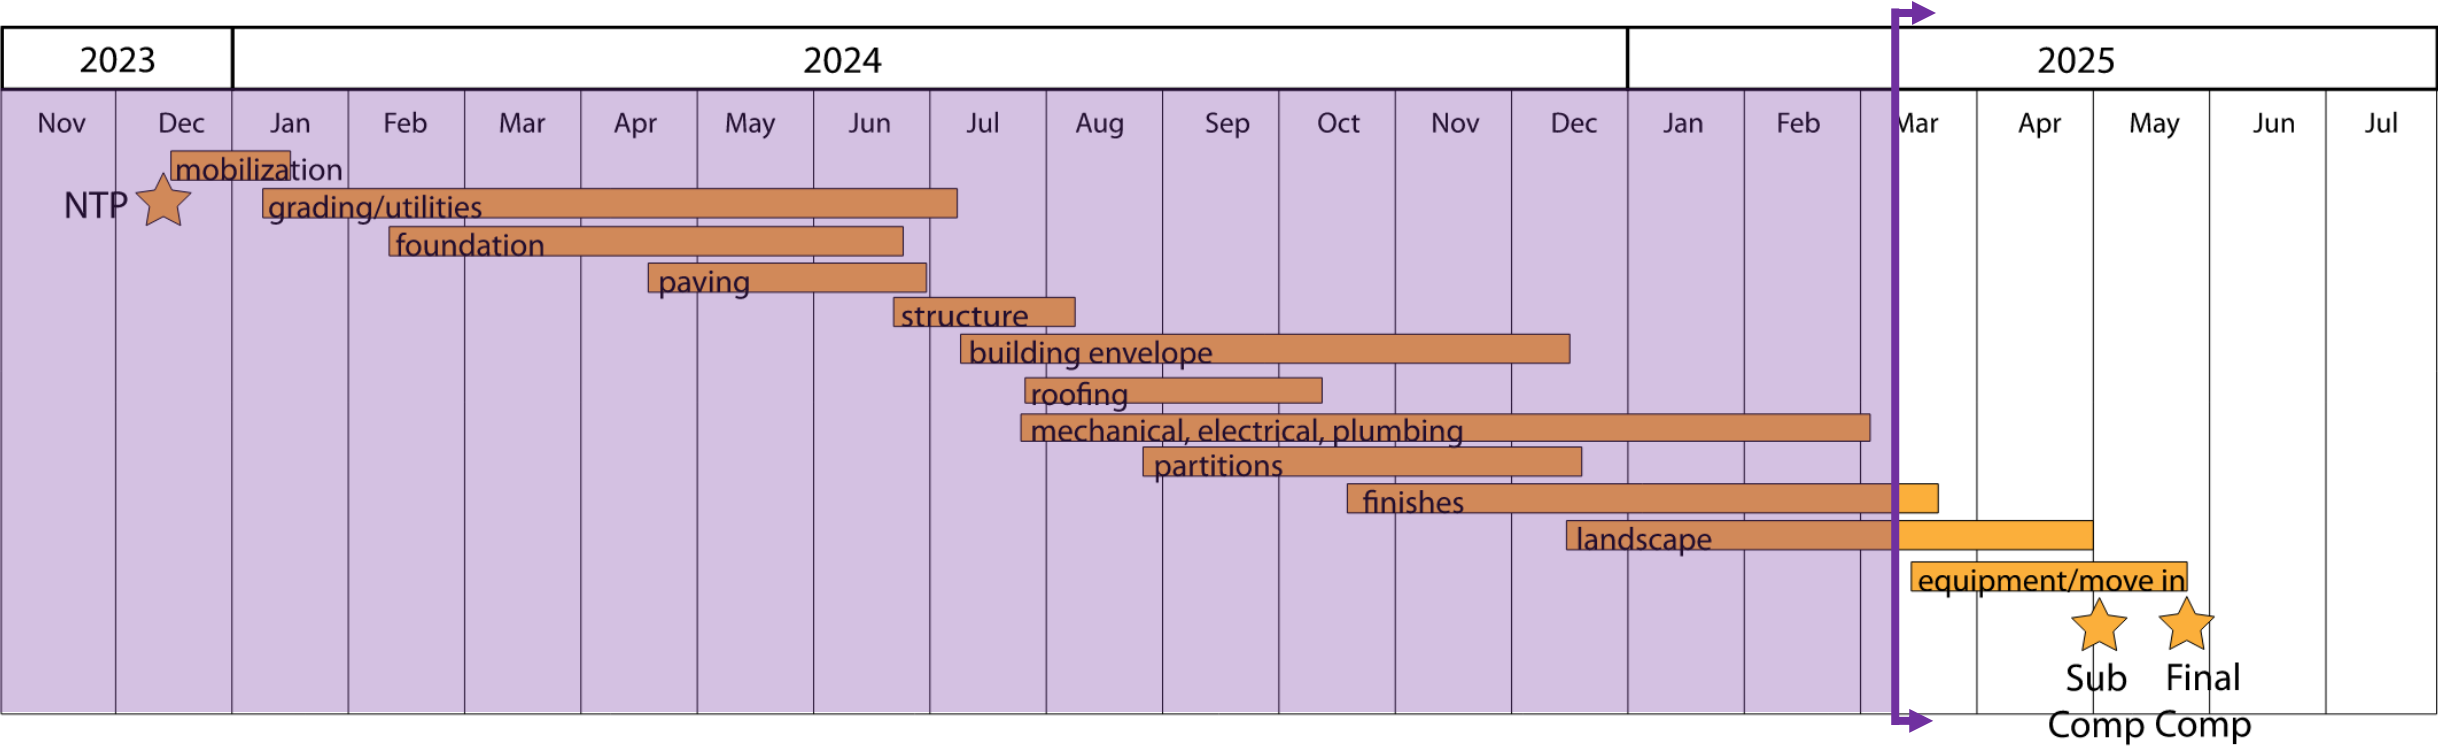 2023 2024 2025
Nov Dec Jan Feb Mar Apr May Jun Jul Aug Sep Oct Nov Dec Jan Feb Mar Apr May Jun Jul
mobilization
NTP grading/utilities
foundation
paving
structure
building envelope
roofing
mechanical, electrical, plumbing
partitions
finishes
landscape
equipment/move in
Sub Final
Comp Comp